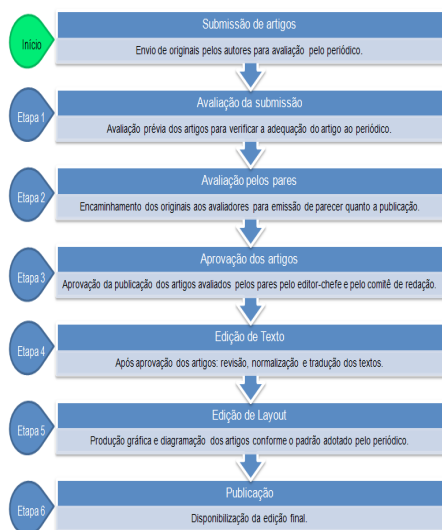 Submissão de artigos
Início
Envio de originais pelos autores para avaliação pelo periódico.
Avaliação da submissão
Etapa 1
Avaliação prévia dos artigos para verificar a adequação do artigo ao periódico.
Avaliação pelos pares
Etapa 2
Encaminhamento dos originais aos avaliadores para emissão de parecer quanto a publicação.
Aprovação dos artigos
Etapa 3
Aprovação da publicação dos artigos avaliados pelos pares pelo editor-chefe e pelo comitê de redação.
Edição de Texto
Etapa 4
Após aprovação dos artigos: revisão, normalização e tradução dos textos.
Edição de Layout
Etapa 5
Produção gráfica e diagramação dos artigos conforme o padrão adotado pelo periódico.
Publicação
Etapa 6
Disponibilização da edição final.